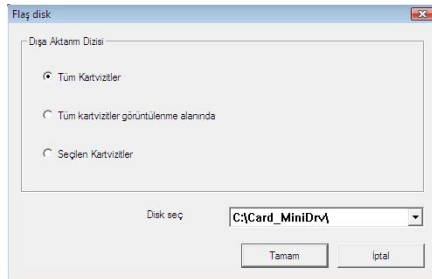 Flaş disk
Dışa Aktarım Dizisi
Tüm Kartvizitler
Tüm kartvizitler görüntülenme alanında
Seçilen Kartvizitler
Disk seç
C:\Card_MiniDrv\
Tamam
İptal